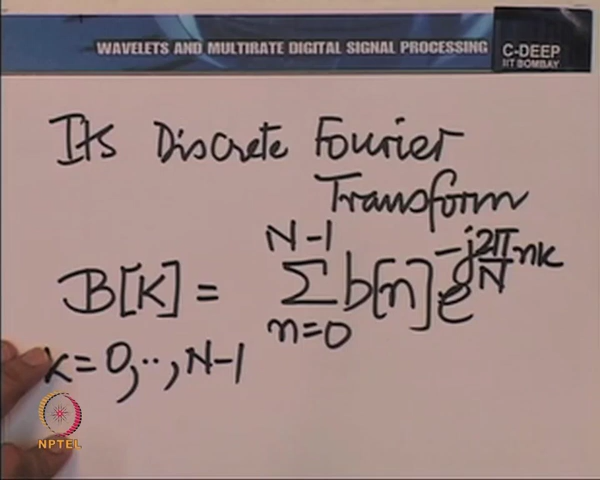 WAVELETS AND MULTIRATE DIGITAL SIGNAL PROCESSING
C-DEEP
IIT BOMBAY
Its Discrete Fourier
Transform
B[k] = N-1 Σ n=0 b[n] e^-j 2π/N nk
k=0,..,N-1
NPTEL